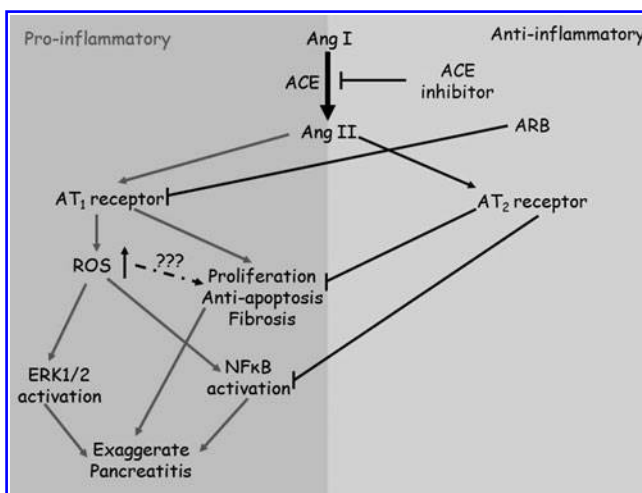 Pro-inflammatory
Ang I
Anti-inflammatory
ACE
ACE
inhibitor
Ang II
ARB
AT₁ receptor
AT₂ receptor
ROS
???
Proliferation
Anti-apoptosis
Fibrosis
ERK1/2
activation
NFκB
activation
Exaggerate
Pancreatitis